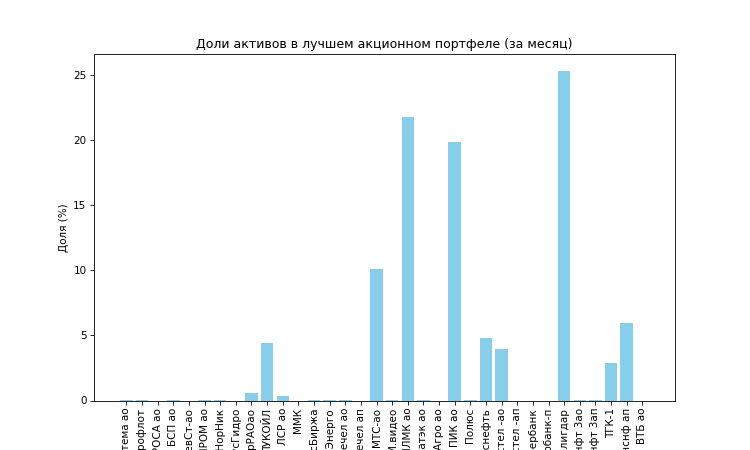 Доли активов в лучшем акционном портфеле (за месяц)
Доля (%)
25
20
15
10
5
0
тема ао
рофлот
РОСА ао
БСП ао
евСт-ао
ПРОМ ао
НорНик
сГидро
рРАОао
ЛУКОЙЛ
ЛСР ао
ММК
сБиржа
Энерго
ечел ао
ечел ап
МТС-ао
М.видео
ЛМК ао
атэк ао
Агро ао
ПИК ао
Полюс
снефть
стел -ао
стел -ап
ербанк
рбанк-п
лигдар
нфт 3ао
нфт 3ап
ТГК-1
нснф ап
ВТБ ао